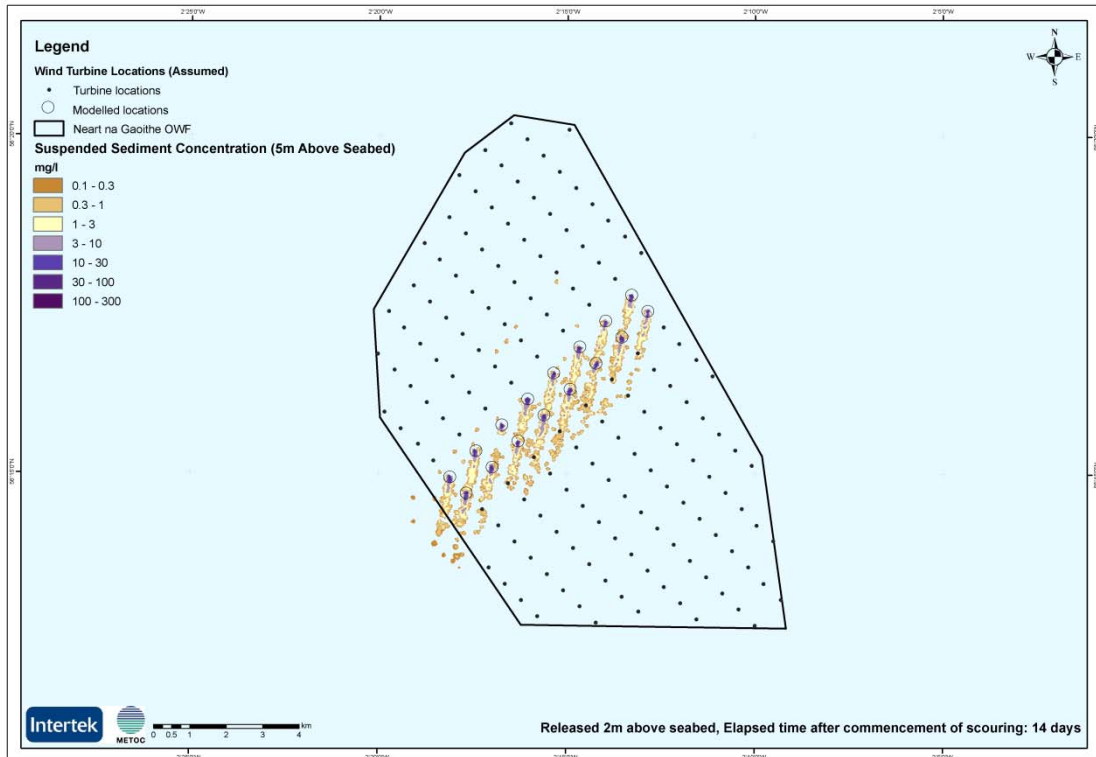 2°25'0"W 2°20'0"W 2°15'0"W 2°10'0"W 2°5'0"W
Legend
Wind Turbine Locations (Assumed)
Turbine locations
Modelled locations
Neart na Gaoithe OWF
Suspended Sediment Concentration (5m Above Seabed)
mg/l
0.1 - 0.3
0.3 - 1
1 - 3
3 - 10
10 - 30
30 - 100
100 - 300
N
W E
S
Intertek
METOC
km
0 0.5 1 2 3 4
Released 2m above seabed, Elapsed time after commencement of scouring: 14 days